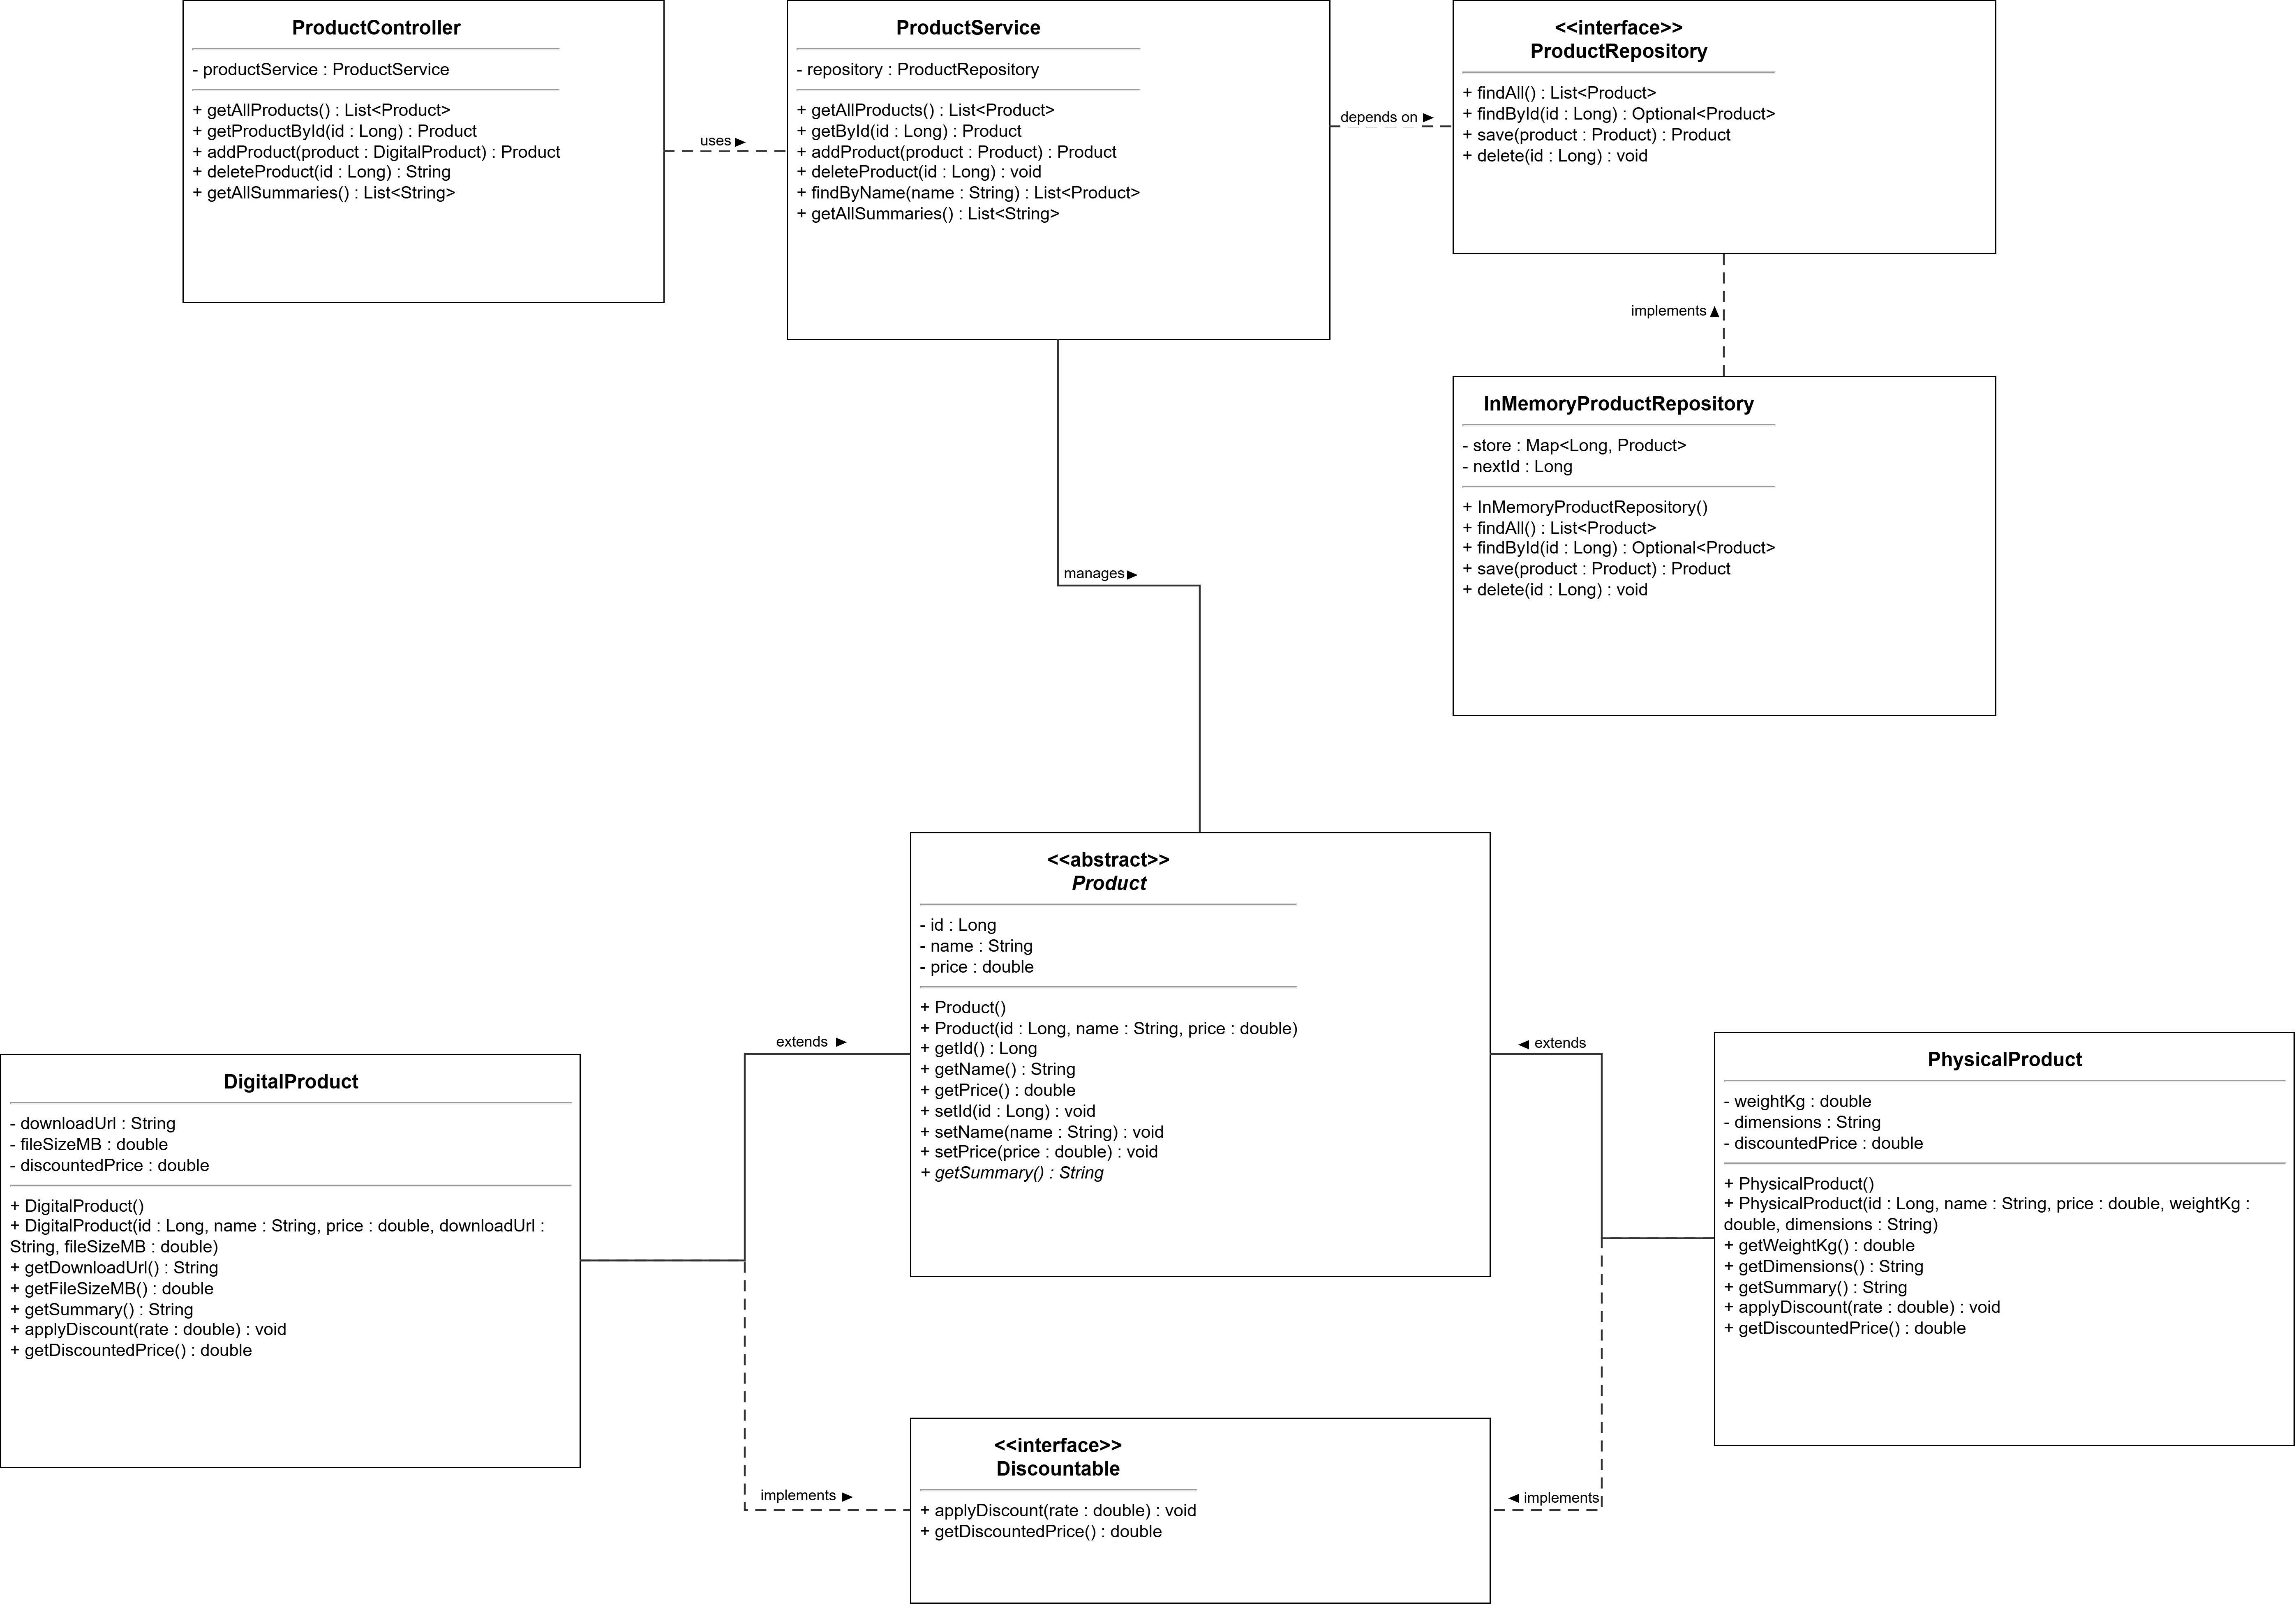 ProductController
- productService : ProductService
+ getAllProducts() : List<Product>
+ getProductById(id : Long) : Product
+ addProduct(product : DigitalProduct) : Product
+ deleteProduct(id : Long) : String
+ getAllSummaries() : List<String>
uses ►
ProductService
- repository : ProductRepository
+ getAllProducts() : List<Product>
+ getById(id : Long) : Product
+ addProduct(product : Product) : Product
+ deleteProduct(id : Long) : void
+ findByName(name : String) : List<Product>
+ getAllSummaries() : List<String>
depends on ►
<<interface>>
ProductRepository
+ findAll() : List<Product>
+ findById(id : Long) : Optional<Product>
+ save(product : Product) : Product
+ delete(id : Long) : void
implements ▲
InMemoryProductRepository
- store : Map<Long, Product>
- nextId : Long
+ InMemoryProductRepository()
+ findAll() : List<Product>
+ findById(id : Long) : Optional<Product>
+ save(product : Product) : Product
+ delete(id : Long) : void
manages ►
<<abstract>>
Product
- id : Long
- name : String
- price : double
+ Product()
+ Product(id : Long, name : String, price : double)
+ getId() : Long
+ getName() : String
+ getPrice() : double
+ setId(id : Long) : void
+ setName(name : String) : void
+ setPrice(price : double) : void
+ getSummary() : String
extends ►
◄ extends
DigitalProduct
- downloadUrl : String
- fileSizeMB : double
- discountedPrice : double
+ DigitalProduct()
+ DigitalProduct(id : Long, name : String, price : double, downloadUrl :
String, fileSizeMB : double)
+ getDownloadUrl() : String
+ getFileSizeMB() : double
+ getSummary() : String
+ applyDiscount(rate : double) : void
+ getDiscountedPrice() : double
PhysicalProduct
- weightKg : double
- dimensions : String
- discountedPrice : double
+ PhysicalProduct()
+ PhysicalProduct(id : Long, name : String, price : double, weightKg :
double, dimensions : String)
+ getWeightKg() : double
+ getDimensions() : String
+ getSummary() : String
+ applyDiscount(rate : double) : void
+ getDiscountedPrice() : double
implements ►
◄ implements
<<interface>>
Discountable
+ applyDiscount(rate : double) : void
+ getDiscountedPrice() : double